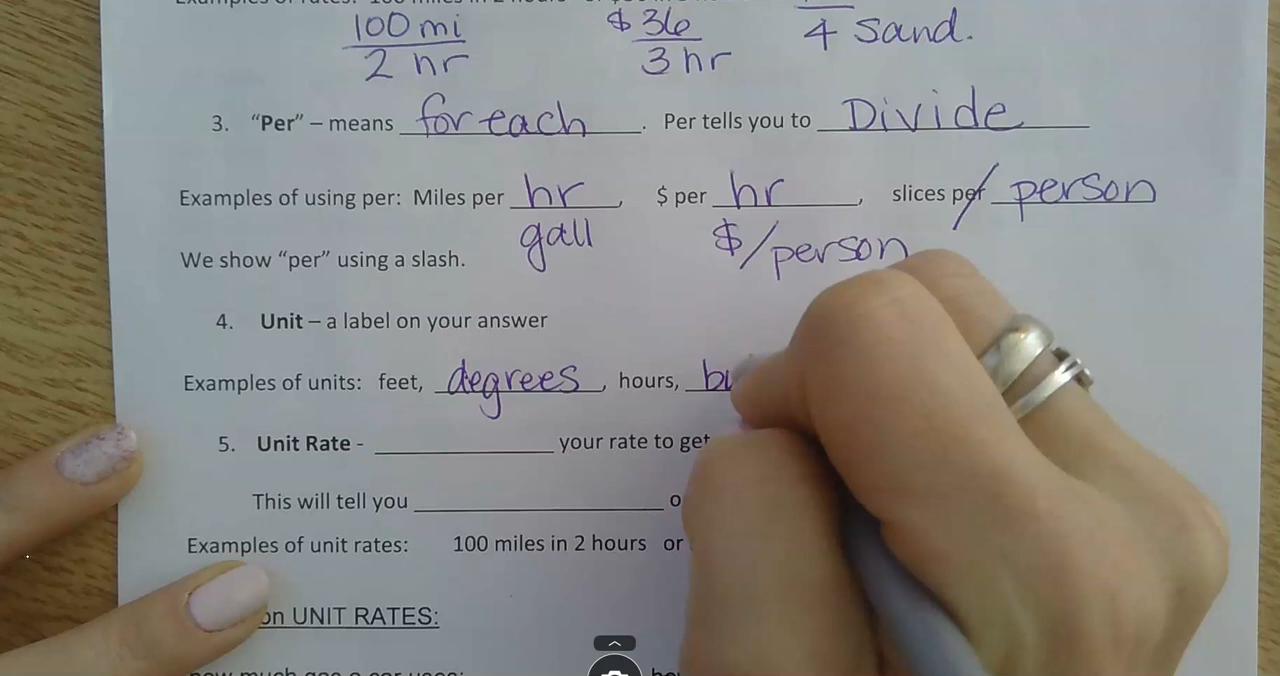 100 mi $36
2 hr 3 hr 4 sand.
3. “Per” – means for each. Per tells you to Divide
Examples of using per: Miles per hr, $ per hr, slices per / person
gall $/person
We show “per” using a slash.
4. Unit – a label on your answer
Examples of units: feet, degrees, hours,
5. Unit Rate - ____ your rate to get
This will tell you ____
Examples of unit rates: 100 miles in 2 hours or
on UNIT RATES: